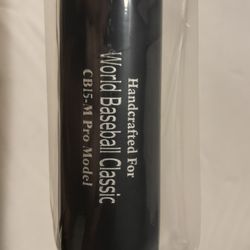 Handcrafted For
World Baseball Classic
CB15-M Pro Model